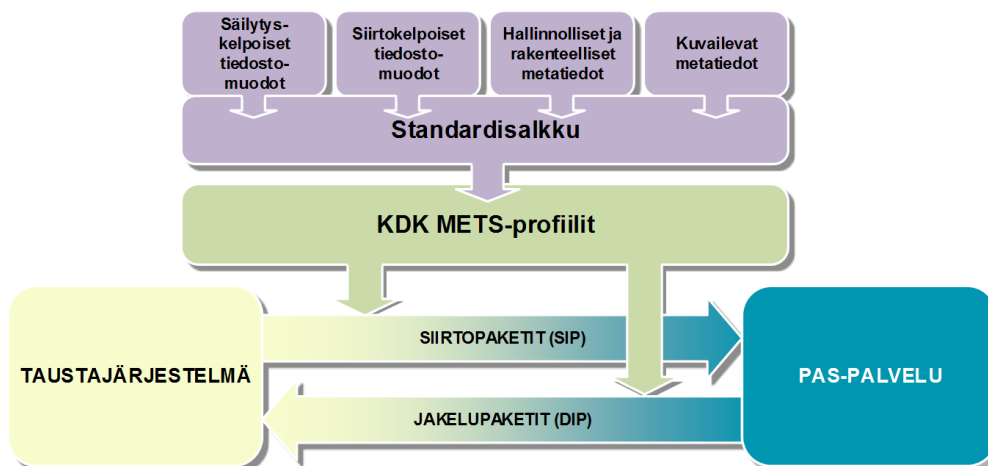 Säilytys-
kelpoiset
tiedosto-
muodot
Siirtokelpoiset
tiedosto-
muodot
Hallinnolliset ja
rakenteelliset
metatiedot
Kuvailevat
metatiedot
Standardisalkku
KDK METS-profiilit
TAUSTAJÄRJESTELMÄ
SIIRTOPAKETIT (SIP)
JAKELUPAKETIT (DIP)
PAS-PALVELU